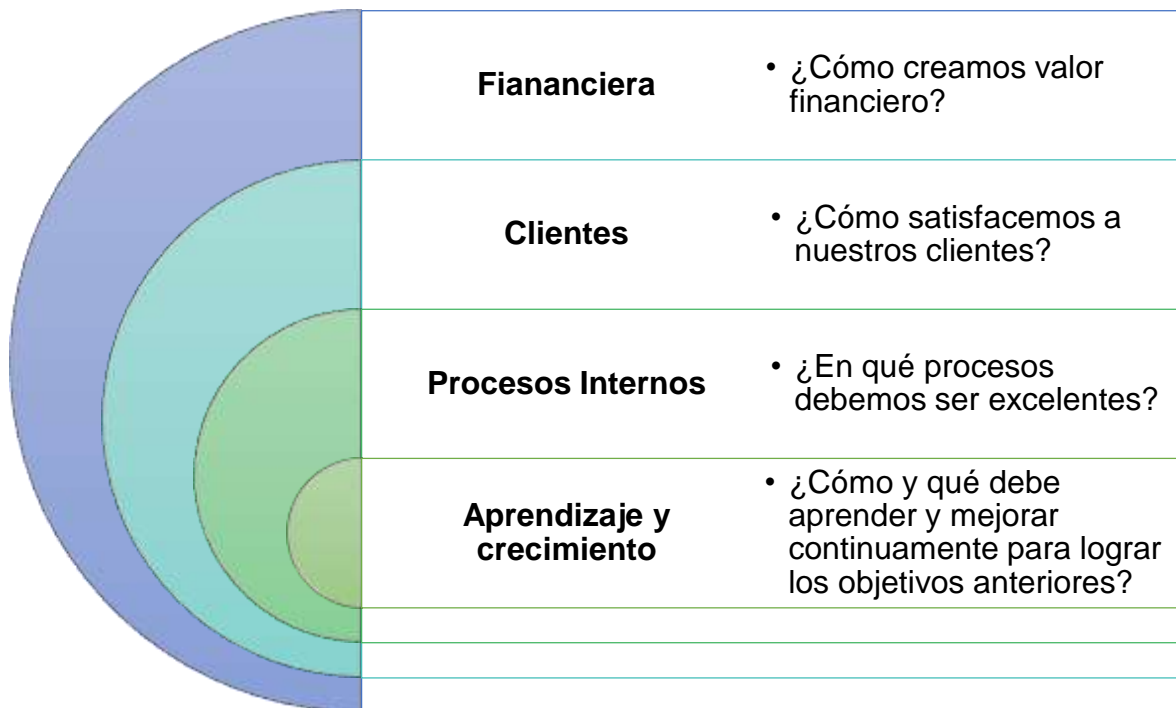 Fiananciera
• ¿Cómo creamos valor
financiero?
Clientes
• ¿Cómo satisfacemos a
nuestros clientes?
Procesos Internos
• ¿En qué procesos
debemos ser excelentes?
Aprendizaje y
crecimiento
• ¿Cómo y qué debe
aprender y mejorar
continuamente para lograr
los objetivos anteriores?